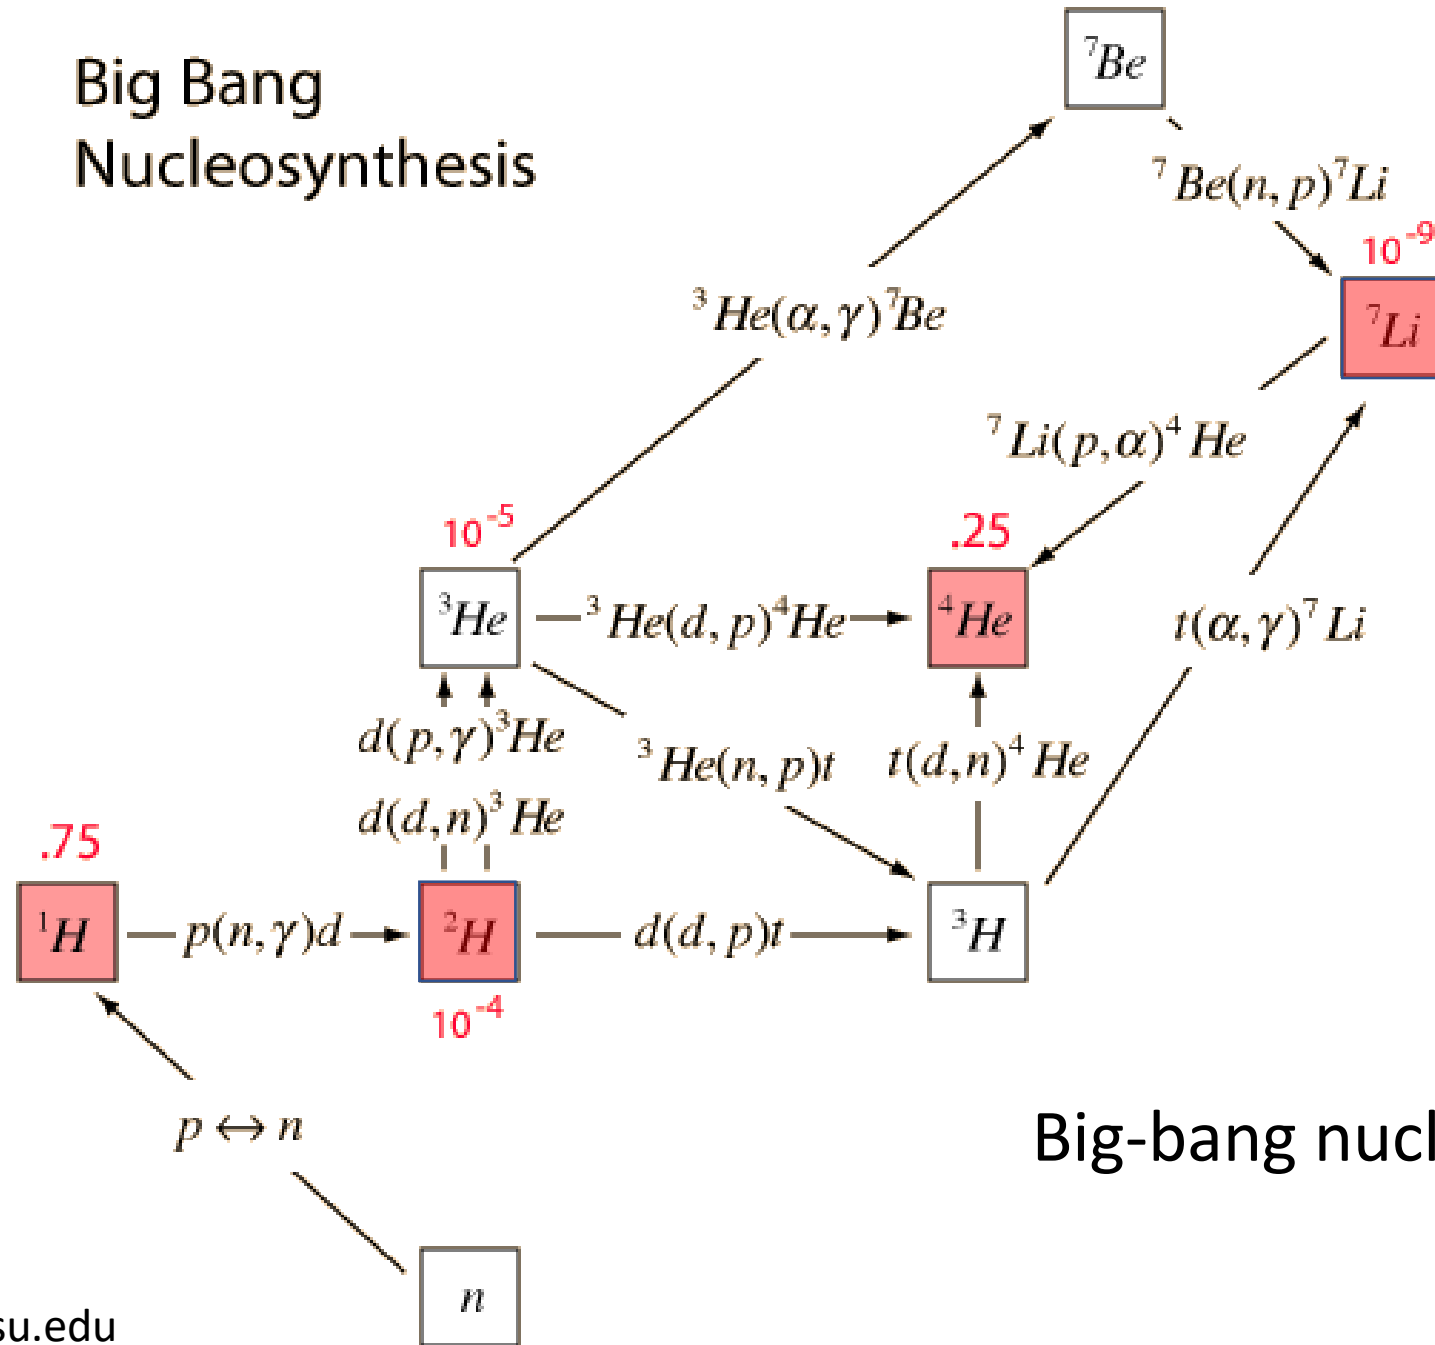 Big Bang
Nucleosynthesis
⁷Be
⁷Be(n, p)⁷Li
10⁻⁹
⁷Li
³He(α, γ)⁷Be
⁷Li(p,α)⁴He
10⁻⁵
.25
³He
³He(d, p)⁴He
⁴He
t(α, γ)⁷Li
d(p,γ)³He
³He(n, p)t
t(d,n)⁴He
d(d,n)³He
.75
¹H
p(n, γ)d
²H
d(d, p)t
³H
10⁻⁴
p ↔ n
Big-bang nucl
n
su.edu